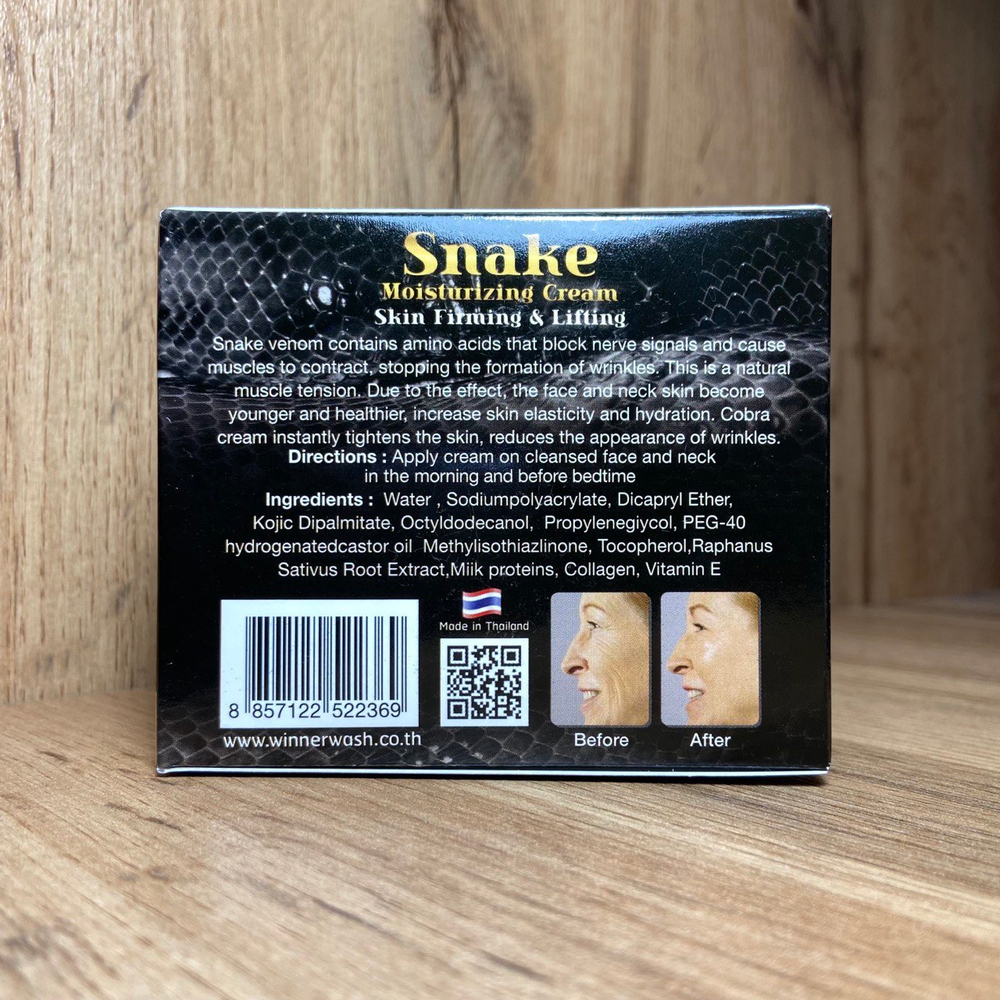 Snake
Moisturizing Cream
Skin Firming & Lifting
Snake venom contains amino acids that block nerve signals and cause
muscles to contract, stopping the formation of wrinkles. This is a natural
muscle tension. Due to the effect, the face and neck skin become
younger and healthier, increase skin elasticity and hydration. Cobra
cream instantly tightens the skin, reduces the appearance of wrinkles.
Directions : Apply cream on cleansed face and neck
in the morning and before bedtime
Ingredients : Water , Sodiumpolyacrylate, Dicapryl Ether,
Kojic Dipalmitate, Octyldodecanol, Propylenegiycol, PEG-40
hydrogenatedcastor oil Methylisothiazlinone, Tocopherol,Raphanus
Sativus Root Extract,Miik proteins, Collagen, Vitamin E
Made in Thailand
8 857122 522369
www.winnerwash.co.th
Before
After